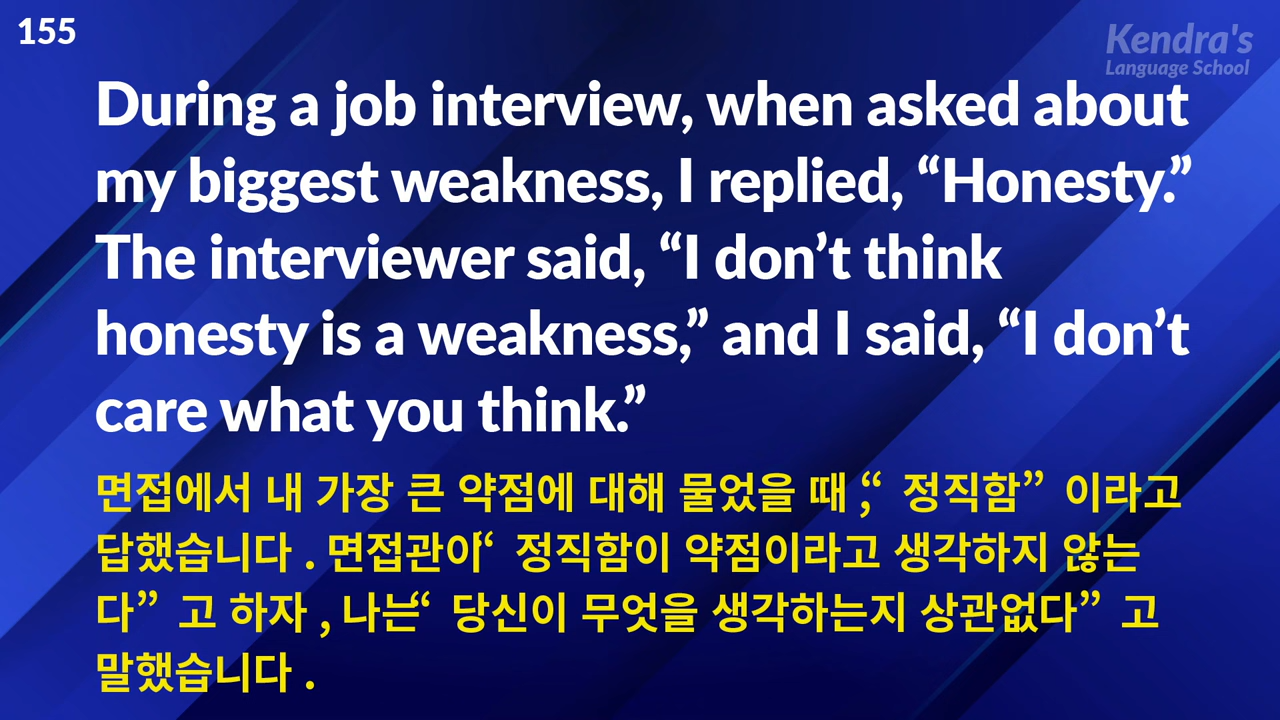 155
Kendra's
Language School
During a job interview, when asked about
my biggest weakness, I replied, “Honesty.”
The interviewer said, “I don’t think
honesty is a weakness,” and I said, “I don’t
care what you think.”
면접에서 내 가장 큰 약점에 대해 물었을 때 ,“ 정직함” 이라고
답했습니다 . 면접관이“ 정직함이 약점이라고 생각하지 않는
다” 고 하자 , 나는“ 당신이 무엇을 생각하는지 상관없다” 고
말했습니다 .